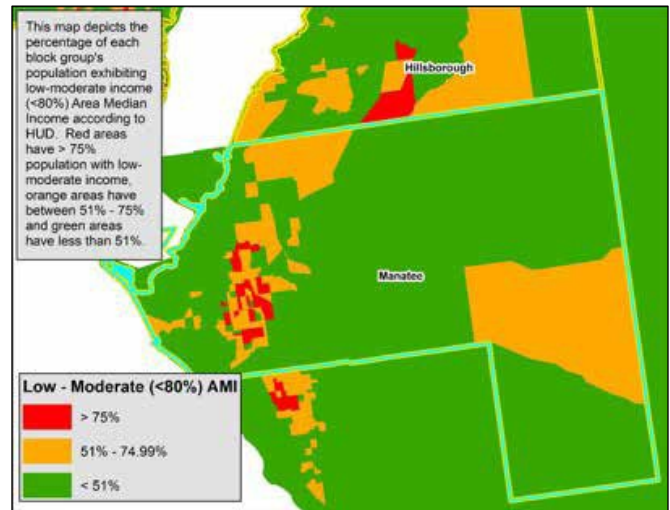 This map depicts the
percentage of each
block group's
population exhibiting
low-moderate income
(<80%) Area Median
Income according to
HUD. Red areas
have > 75%
population with low-
moderate income,
orange areas have
between 51% - 75%
and green areas
have less than 51%.
Hillsborough
Manatee
Low - Moderate (<80%) AMI
> 75%
51% - 74.99%
< 51%